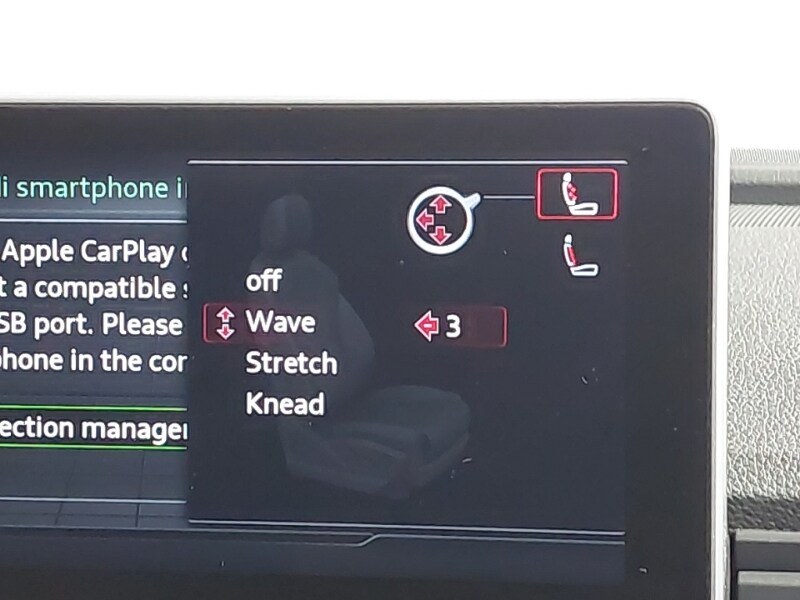 smartphone
Apple CarPlay
t a compatible
SB port. Please
phone in the cor
ection manager
off
Wave
3
Stretch
Knead